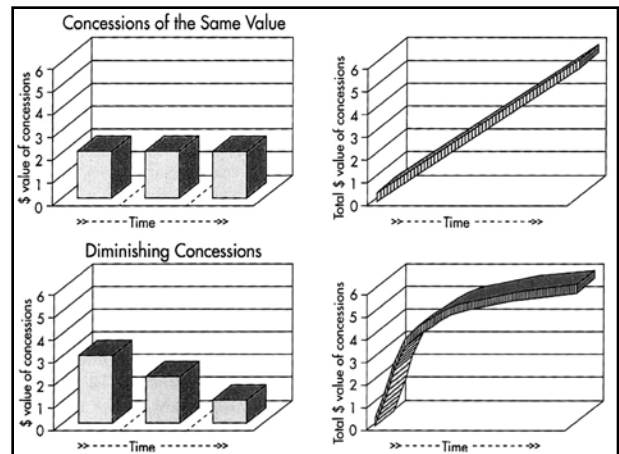 Concessions of the Same Value
$ value of concessions
6
5
4
3
2
1
0
>> ------ Time ------ >>
Total $ value of concessions
6
5
4
3
2
1
0
>> ------ Time ------ >>
Diminishing Concessions
$ value of concessions
6
5
4
3
2
1
0
>> ------ Time ------ >>
Total $ value of concessions
6
5
4
3
2
1
0
>> ------ Time ------ >>